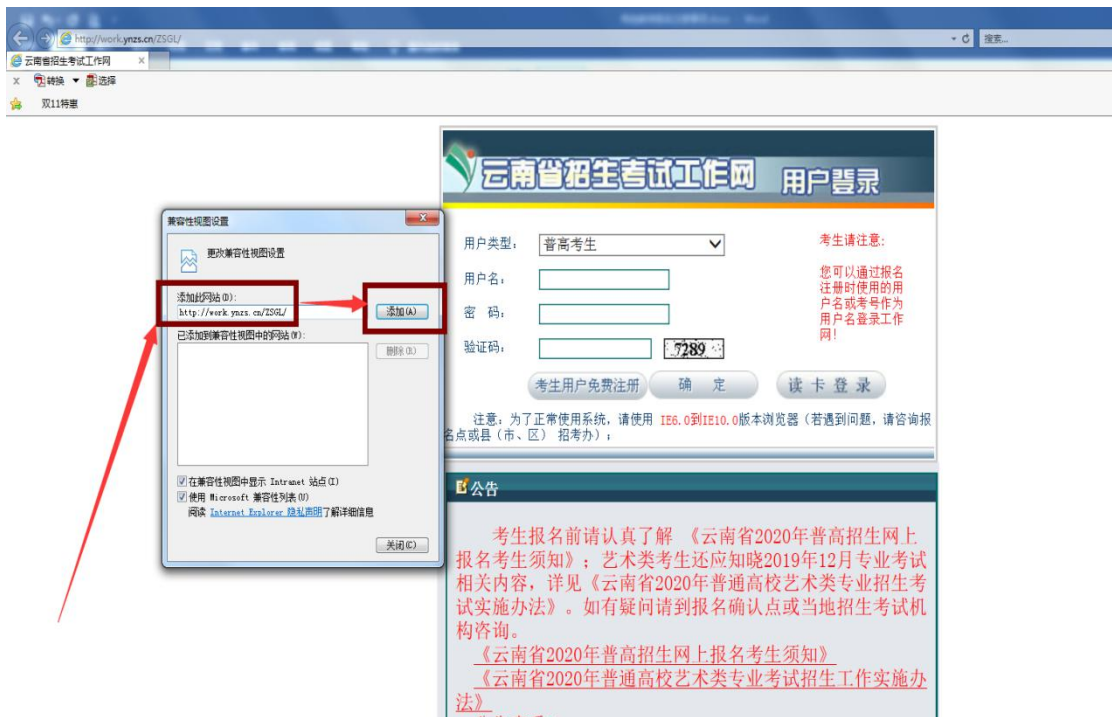 http://work.ynzs.cn/ZSGL/
搜索...
云南省招生考试工作网
转换 选择
双11特惠
云南省招生考试工作网 用户登录
兼容性视图设置
更改兼容性视图设置
添加此网站(D):
http://work.ynzs.cn/ZSGL/
添加(A)
已添加到兼容性视图中的网站(W):
删除(R)
在兼容性视图中显示 Intranet 站点(I)
使用 Microsoft 兼容性列表(U)
阅读 Internet Explorer 隐私声明了解详细信息
关闭(C)
用户类型: 普高考生
用户名:
密 码:
验证码: 7289
考生请注意:
您可以通过报名
注册时使用的用
户名或考号作为
用户名登录工作
网!
考生用户免费注册 确 定 读 卡 登 录
注意: 为了正常使用系统, 请使用 IE6.0到IE10.0版本浏览器 (若遇到问题, 请咨询报
名点或县 (市、区) 招考办);
公告
考生报名前请认真了解 《云南省2020年普高招生网上
报名考生须知》; 艺术类考生还应知晓2019年12月专业考试
相关内容, 详见《云南省2020年普通高校艺术类专业招生考
试实施办法》。如有疑问请到报名确认点或当地招生考试机
构咨询。
《云南省2020年普高招生网上报名考生须知》
《云南省2020年普通高校艺术类专业考试招生工作实施办
法》